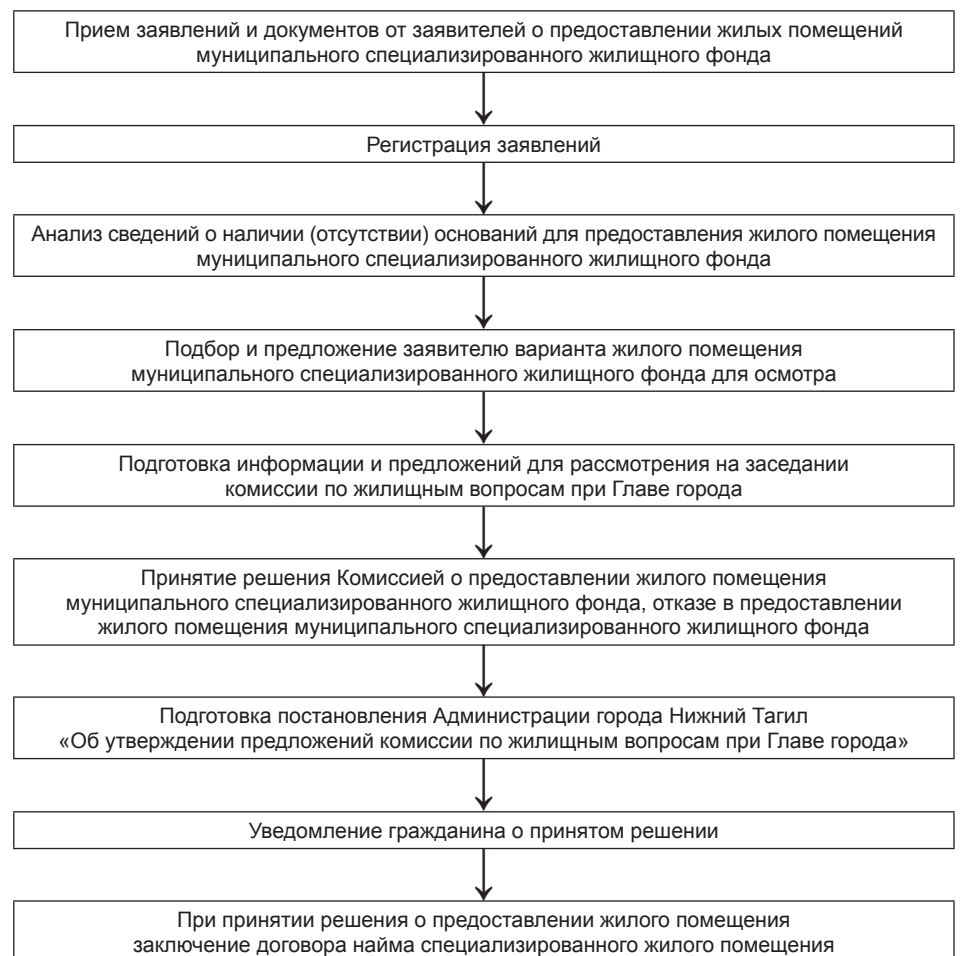 Прием заявлений и документов от заявителей о предоставлении жилых помещений
муниципального специализированного жилищного фонда
Регистрация заявлений
Анализ сведений о наличии (отсутствии) оснований для предоставления жилого помещения
муниципального специализированного жилищного фонда
Подбор и предложение заявителю варианта жилого помещения
муниципального специализированного жилищного фонда для осмотра
Подготовка информации и предложений для рассмотрения на заседании
комиссии по жилищным вопросам при Главе города
Принятие решения Комиссией о предоставлении жилого помещения
муниципального специализированного жилищного фонда, отказе в предоставлении
жилого помещения муниципального специализированного жилищного фонда
Подготовка постановления Администрации города Нижний Тагил
«Об утверждении предложений комиссии по жилищным вопросам при Главе города»
Уведомление гражданина о принятом решении
При принятии решения о предоставлении жилого помещения
заключение договора найма специализированного жилого помещения